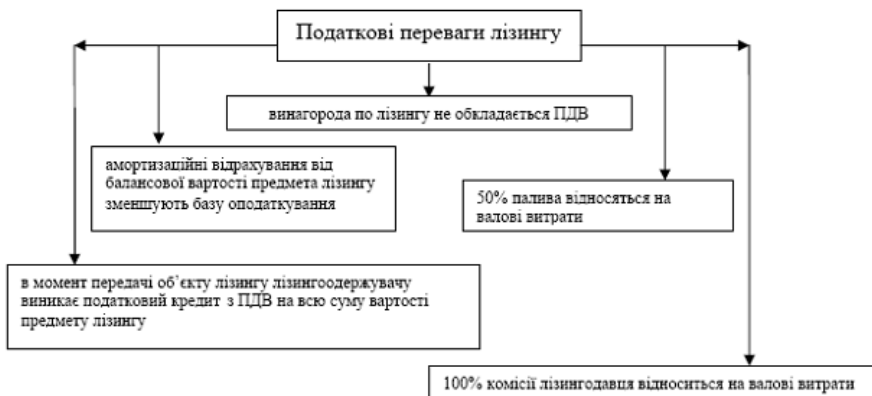 Податкові переваги лізингу
винагорода по лізингу не обкладається ПДВ
амортизаційні відрахування від
балансової вартості предмета лізингу
зменшують базу оподаткування
50% палива відносяться на
валові витрати
в момент передачі об’єкту лізингу лізингоодержувачу
виникає податковий кредит з ПДВ на всю суму вартості
предмету лізингу
100% комісії лізингодавця відноситься на валові витрати